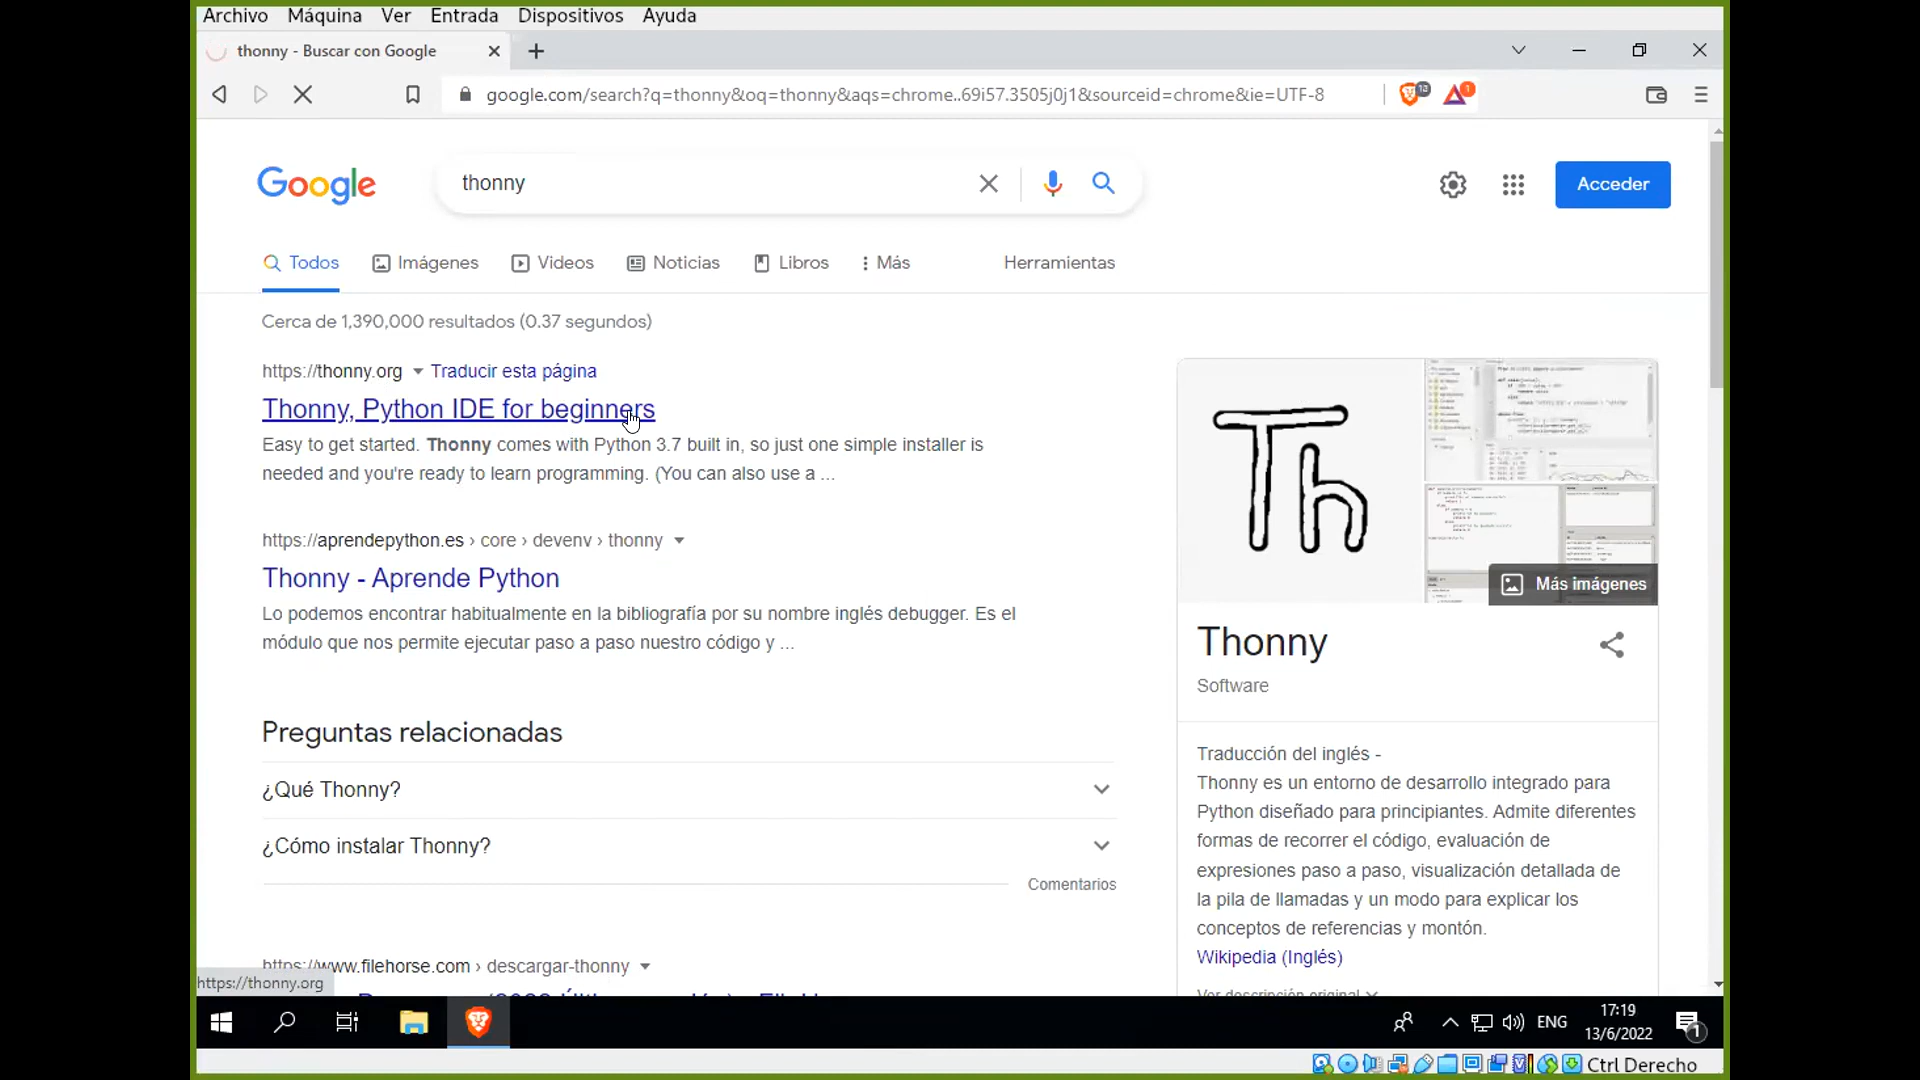 Archivo Máquina Ver Entrada Dispositivos Ayuda
thonny - Buscar con Google
google.com/search?q=thonny&oq=thonny&aqs=chrome..69i57.3505j0j1&sourceid=chrome&ie=UTF-8
Google
thonny
Acceder
Todos Imágenes Videos Noticias Libros Más Herramientas
Cerca de 1,390,000 resultados (0.37 segundos)
https://thonny.org Traducir esta página
Thonny, Python IDE for beginners
Easy to get started. Thonny comes with Python 3.7 built in, so just one simple installer is
needed and you're ready to learn programming. (You can also use a ...
https://aprendepython.es › core › devenv › thonny
Thonny - Aprende Python
Lo podemos encontrar habitualmente en la bibliografía por su nombre inglés debugger. Es el
módulo que nos permite ejecutar paso a paso nuestro código y ...
Preguntas relacionadas
¿Qué Thonny?
¿Cómo instalar Thonny?
Comentarios
https://www.filehorse.com › descargar-thonny
https://thonny.org
Th
Más imágenes
Thonny
Software
Traducción del inglés -
Thonny es un entorno de desarrollo integrado para
Python diseñado para principiantes. Admite diferentes
formas de recorrer el código, evaluación de
expresiones paso a paso, visualización detallada de
la pila de llamadas y un modo para explicar los
conceptos de referencias y montón.
Wikipedia (Inglés)
Ver descripción original
ENG
17:19
13/6/2022
1
Ctrl Derecho